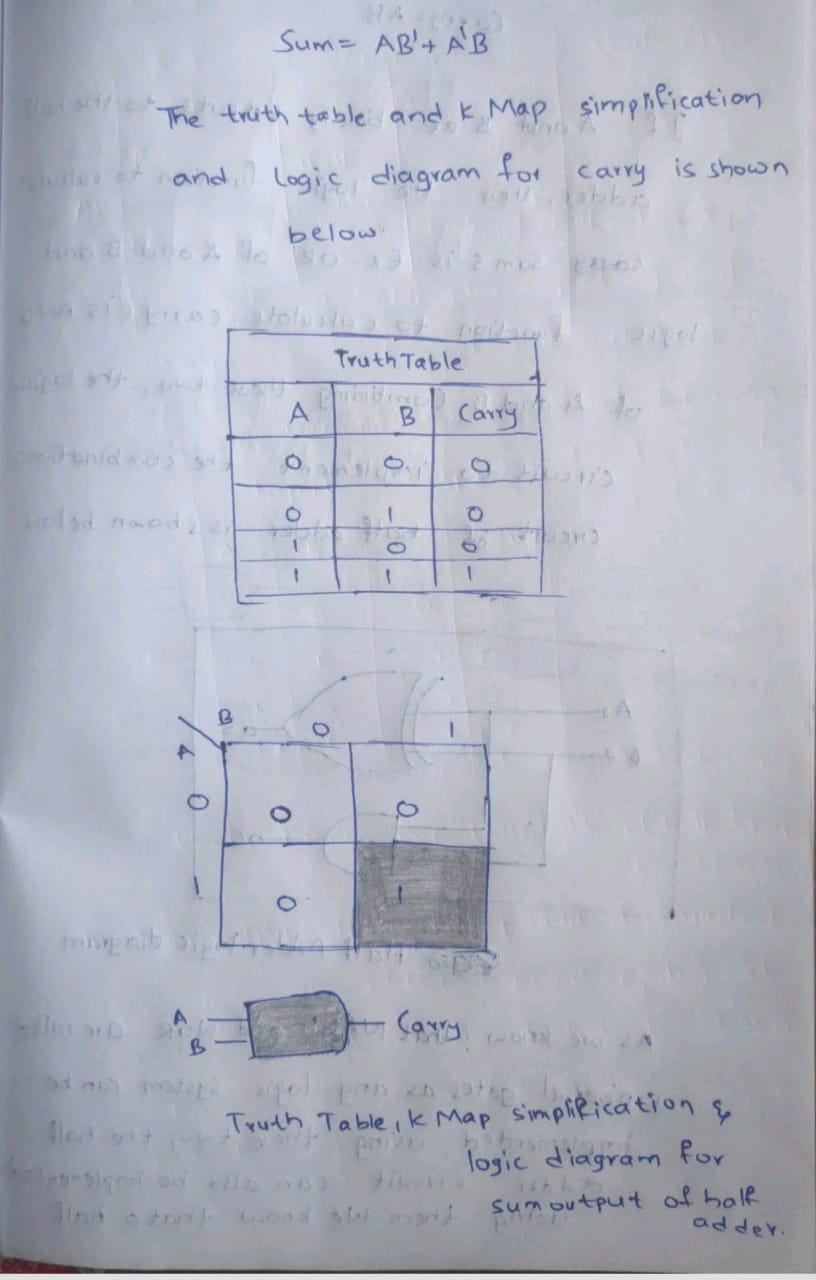 Sum = AB' + A'B
The truth table and K Map simplification
and logic diagram for carry is shown
below.
Truth Table
A B Carry
0 0 0
0 1 0
1 0 0
1 1 1
B 0 1
A
0 0 0
1 0 1
A
B
Carry
Truth Table, K Map simplification &
logic diagram for
sum output of half
adder.